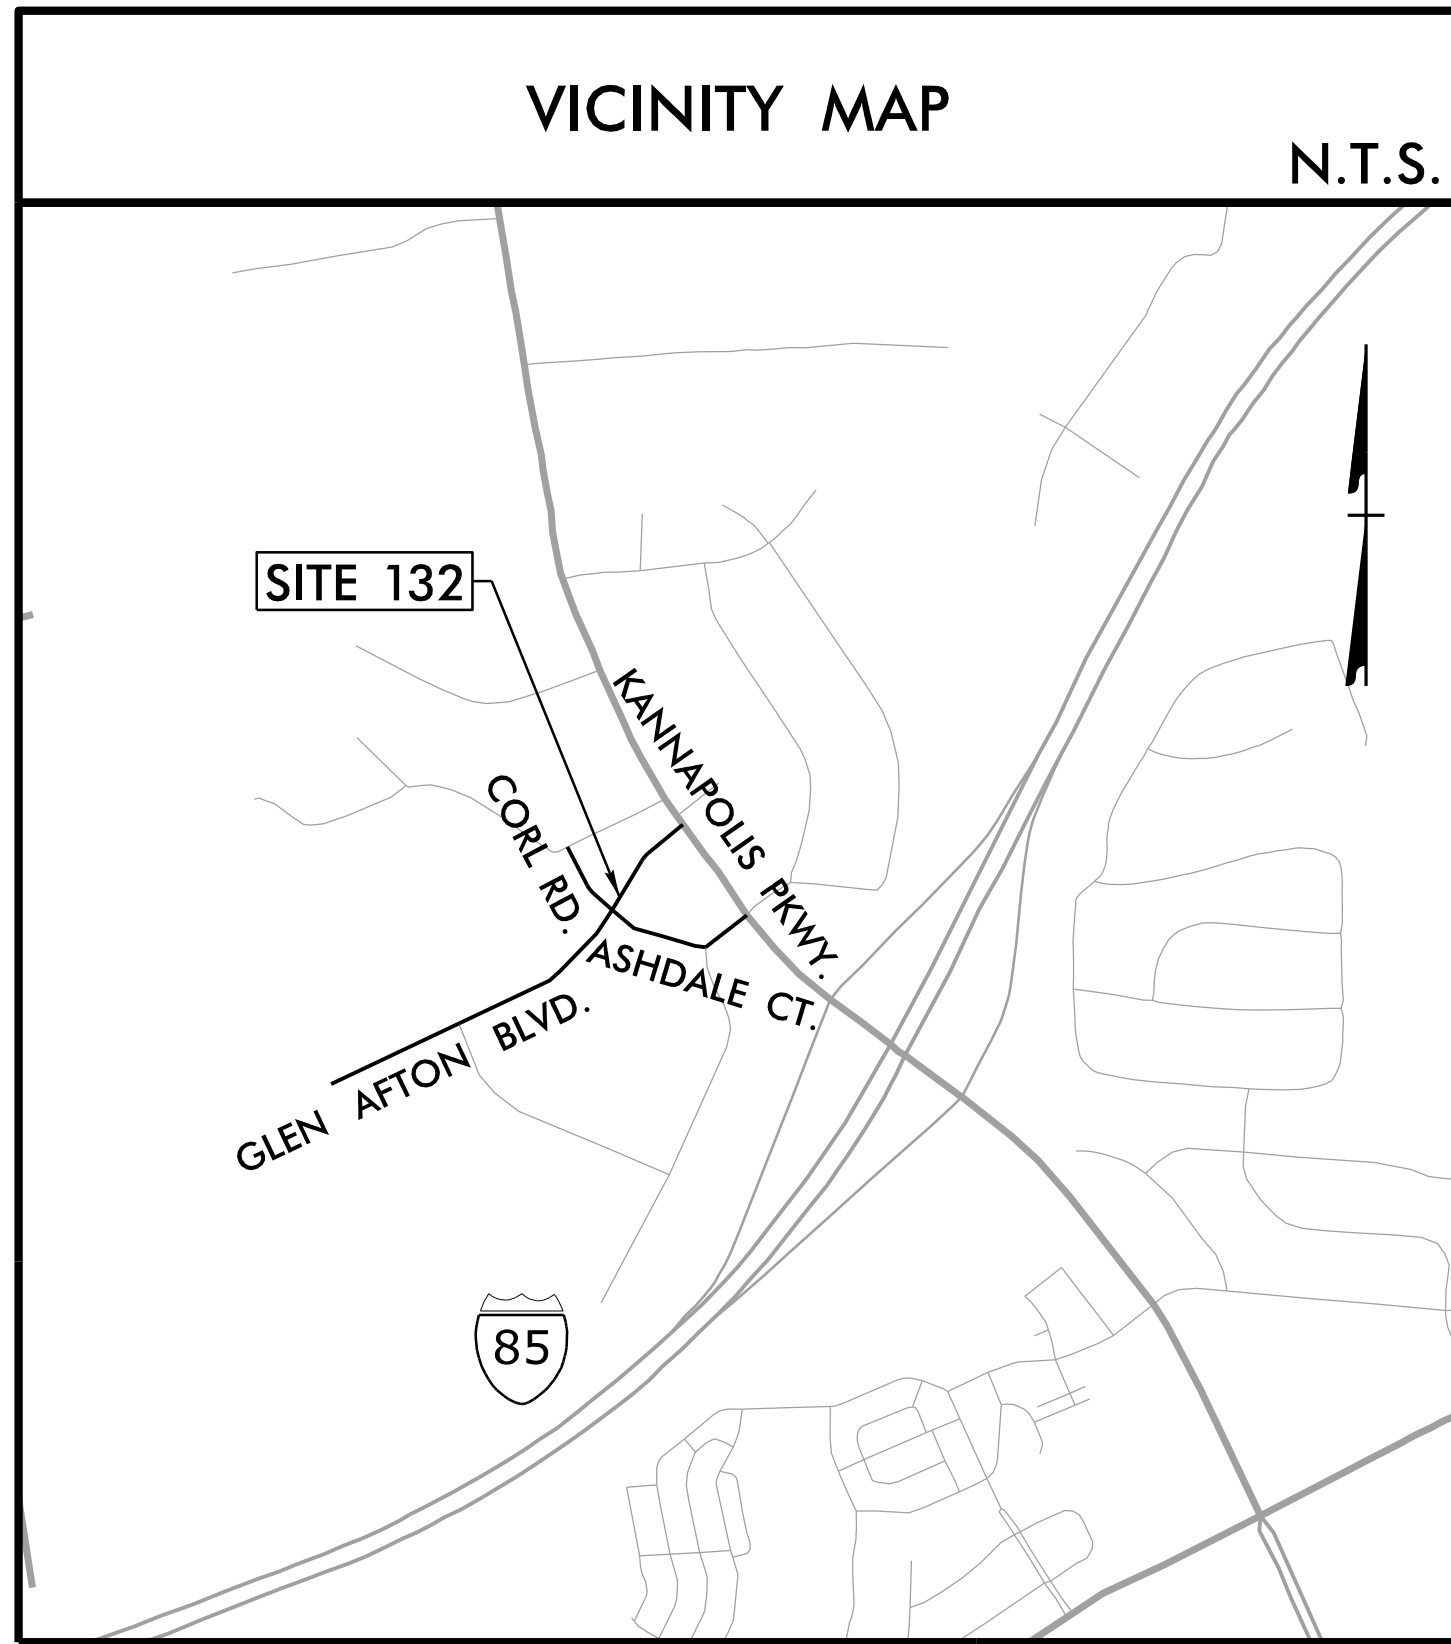 VICINITY MAP
N.T.S.
SITE 132
KANNAPOLIS PKWY.
CORL RD.
ASHDALE CT.
GLEN AFTON BLVD.
85